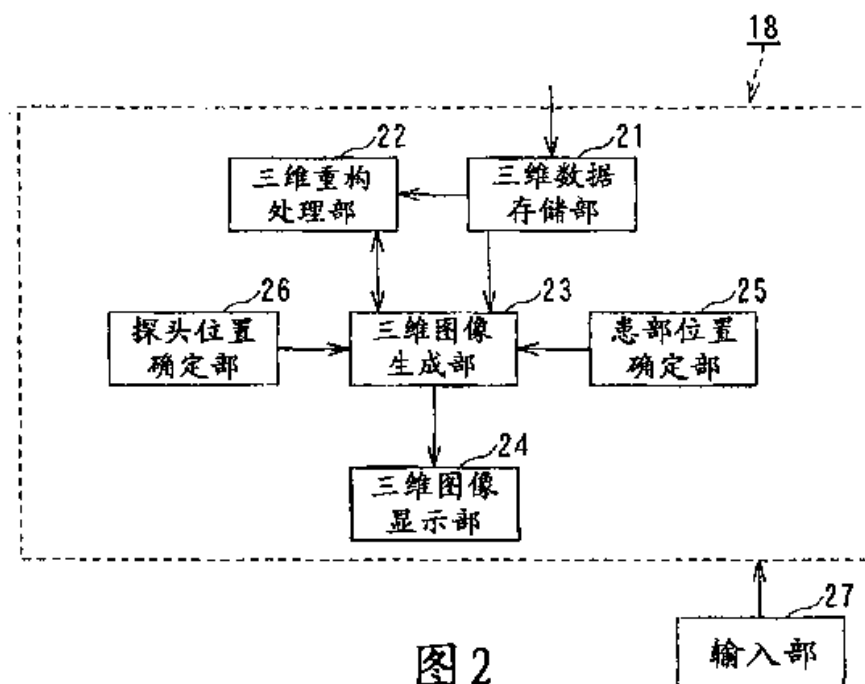 18
22
三维重构
处理部
21
三维数据
存储部
26
探头位置
确定部
23
三维图像
生成部
25
患部位置
确定部
24
三维图像
显示部
27
输入部
图2